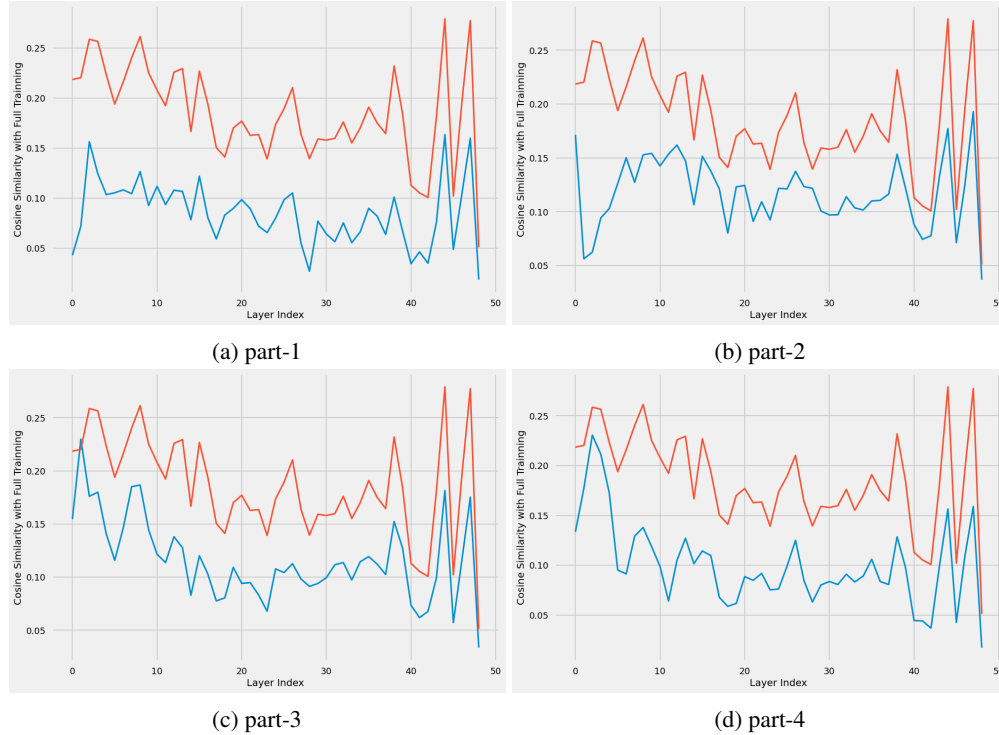 Cosine Similarity with Full Trainning
0.25
0.20
0.15
0.10
0.05
0 10 20 30 40 50
Layer Index
(a) part-1
Cosine Similarity with Full Trainning
0.25
0.20
0.15
0.10
0.05
0 10 20 30 40 50
Layer Index
(b) part-2
Cosine Similarity with Full Trainning
0.25
0.20
0.15
0.10
0.05
0 10 20 30 40 50
Layer Index
(c) part-3
Cosine Similarity with Full Trainning
0.25
0.20
0.15
0.10
0.05
0 10 20 30 40 50
Layer Index
(d) part-4